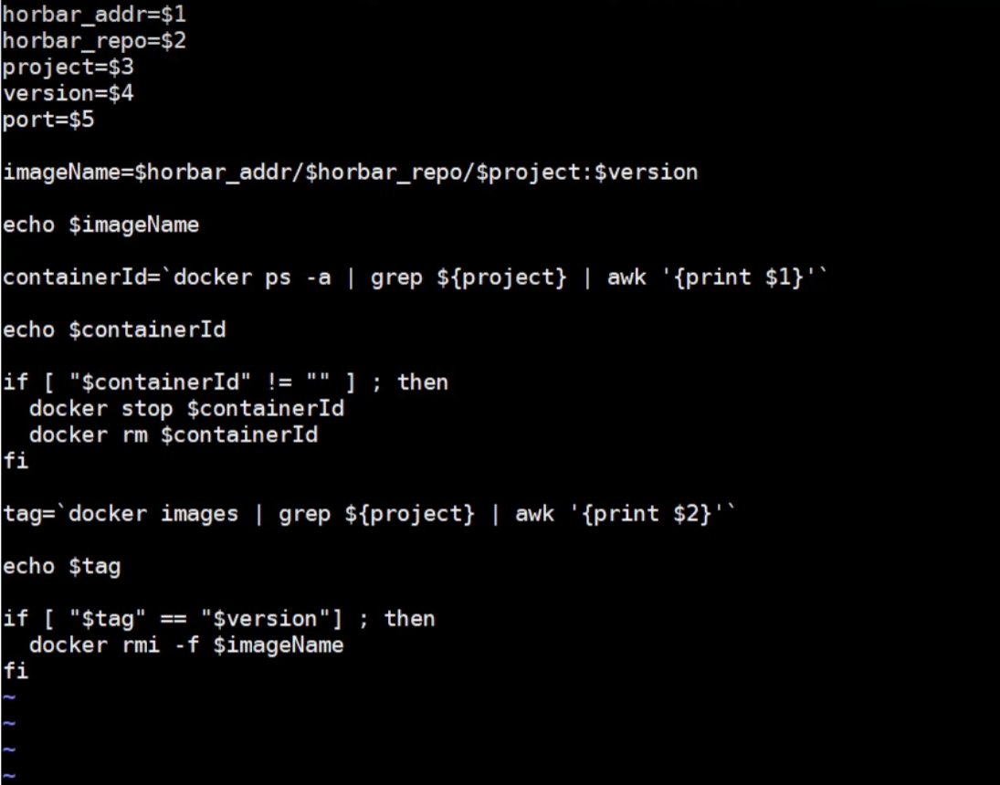 horbar_addr=$1
horbar_repo=$2
project=$3
version=$4
port=$5
imageName=$horbar_addr/$horbar_repo/$project:$version
echo $imageName
containerId=`docker ps -a | grep ${project} | awk '{print $1}'`
echo $containerId
if [ "$containerId" != "" ] ; then
  docker stop $containerId
  docker rm $containerId
fi
tag=`docker images | grep ${project} | awk '{print $2}'`
echo $tag
if [ "$tag" == "$version"] ; then
  docker rmi -f $imageName
fi
~
~
~
~